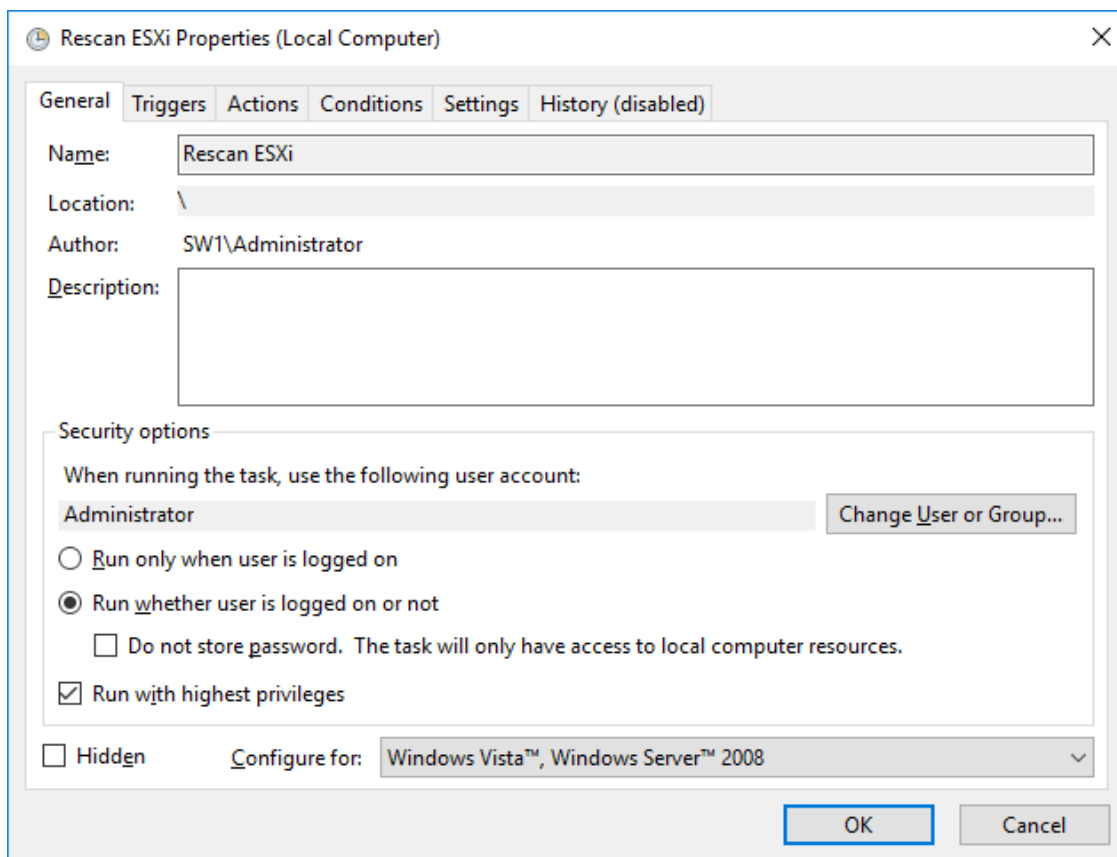 Rescan ESXi Properties (Local Computer)
General Triggers Actions Conditions Settings History (disabled)
Name: Rescan ESXi
Location: \
Author: SW1\Administrator
Description:
Security options
When running the task, use the following user account:
Administrator Change User or Group...
Run only when user is logged on
Run whether user is logged on or not
Do not store password. The task will only have access to local computer resources.
Run with highest privileges
Hidden Configure for: Windows Vista™, Windows Server™ 2008
OK Cancel